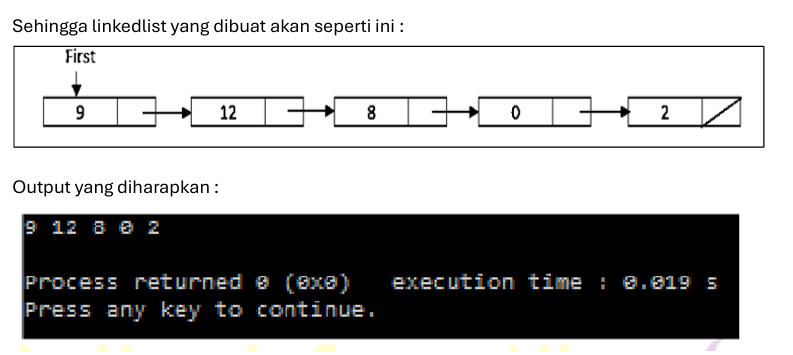 Sehingga linkedlist yang dibuat akan seperti ini :
First
9 12 8 0 2
Output yang diharapkan :
9 12 8 0 2
Process returned 0 (0x0) execution time : 0.019 s
Press any key to continue.